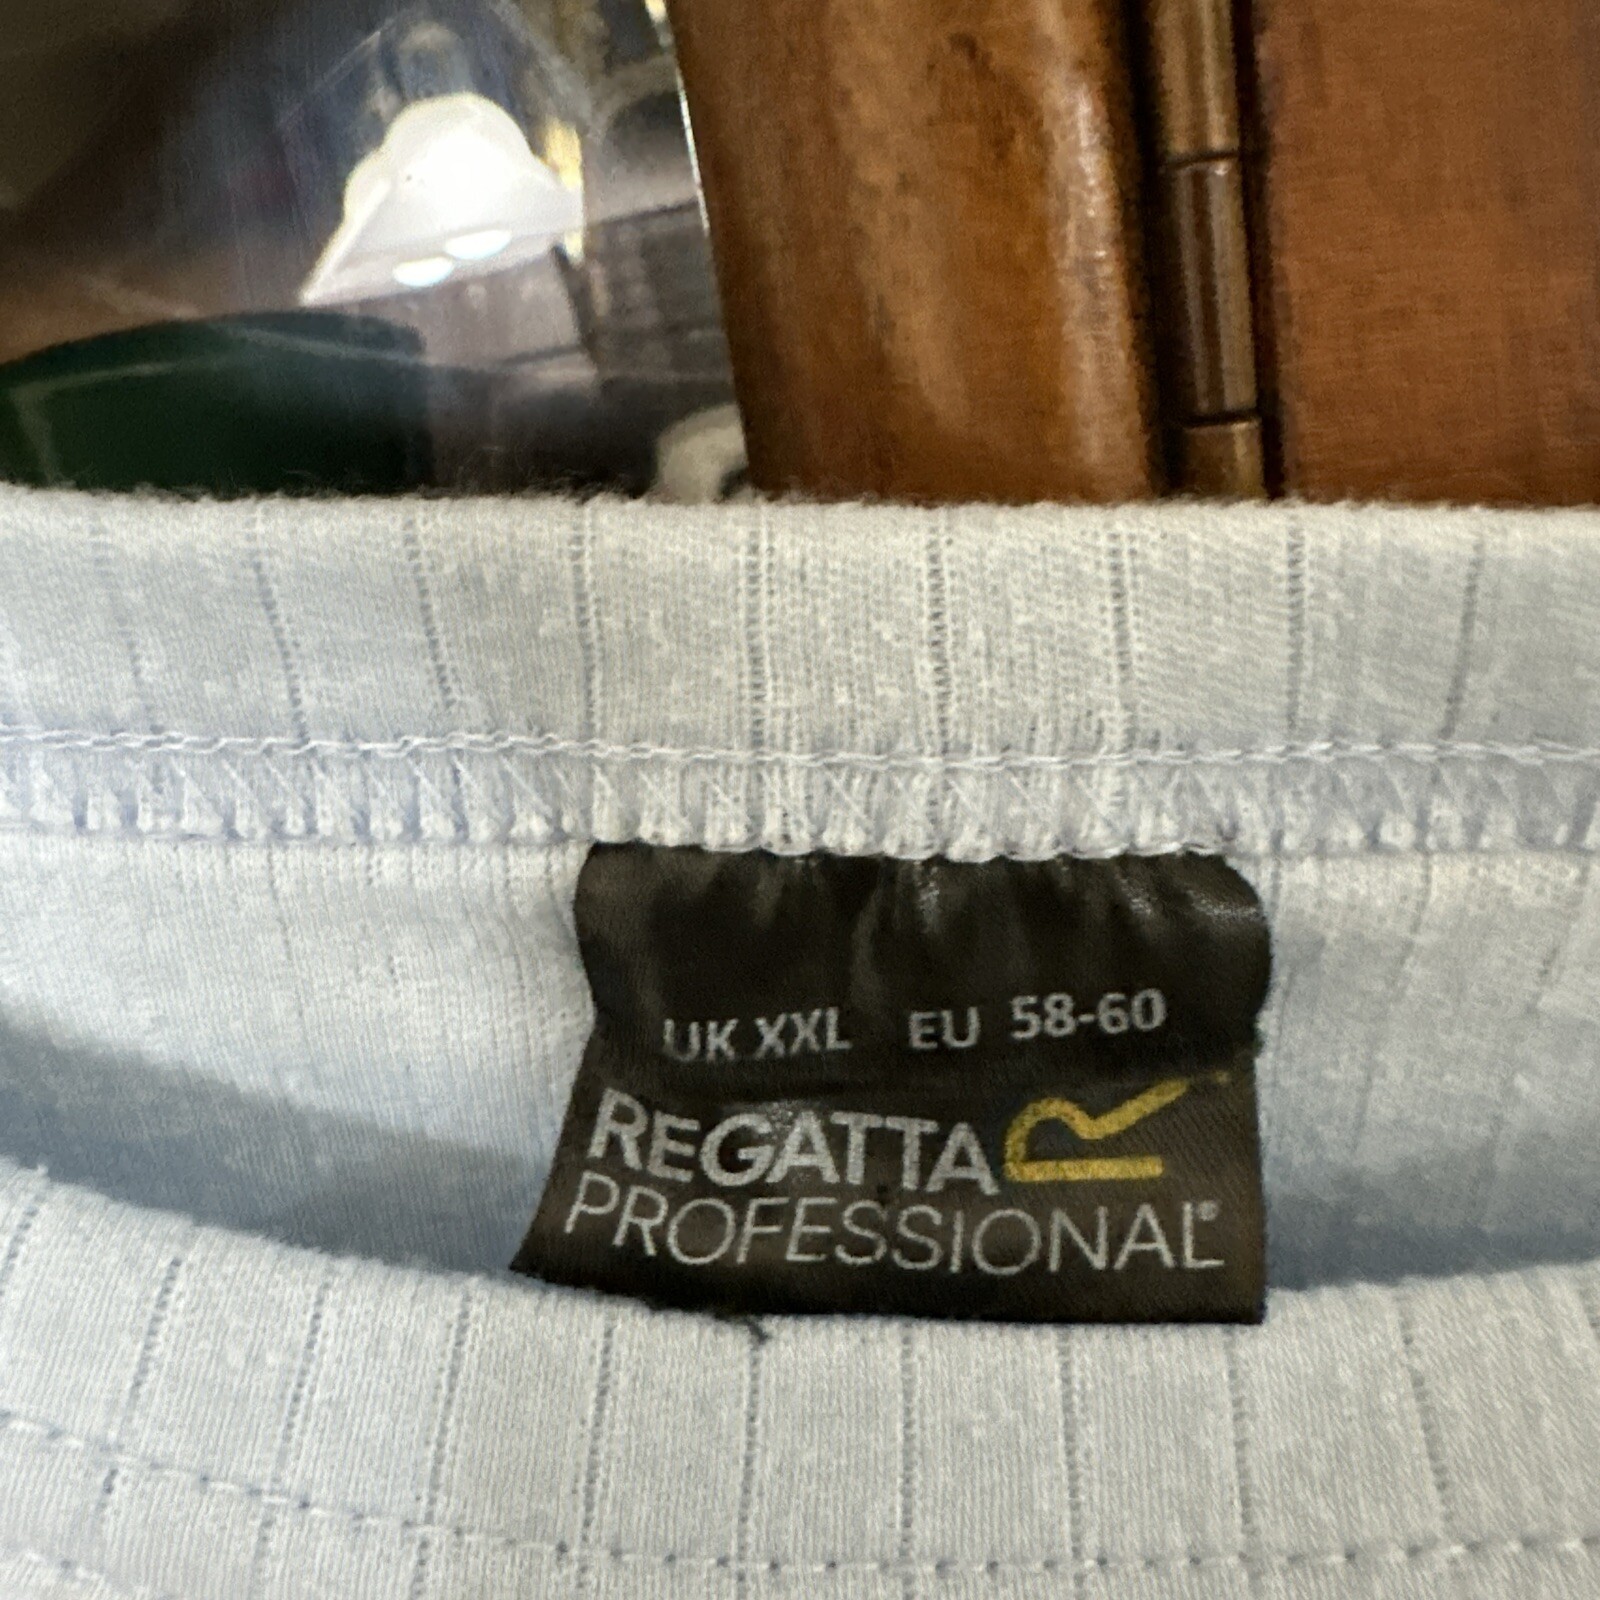 UK XXL EU 58-60
REGATTA R
PROFESSIONAL®